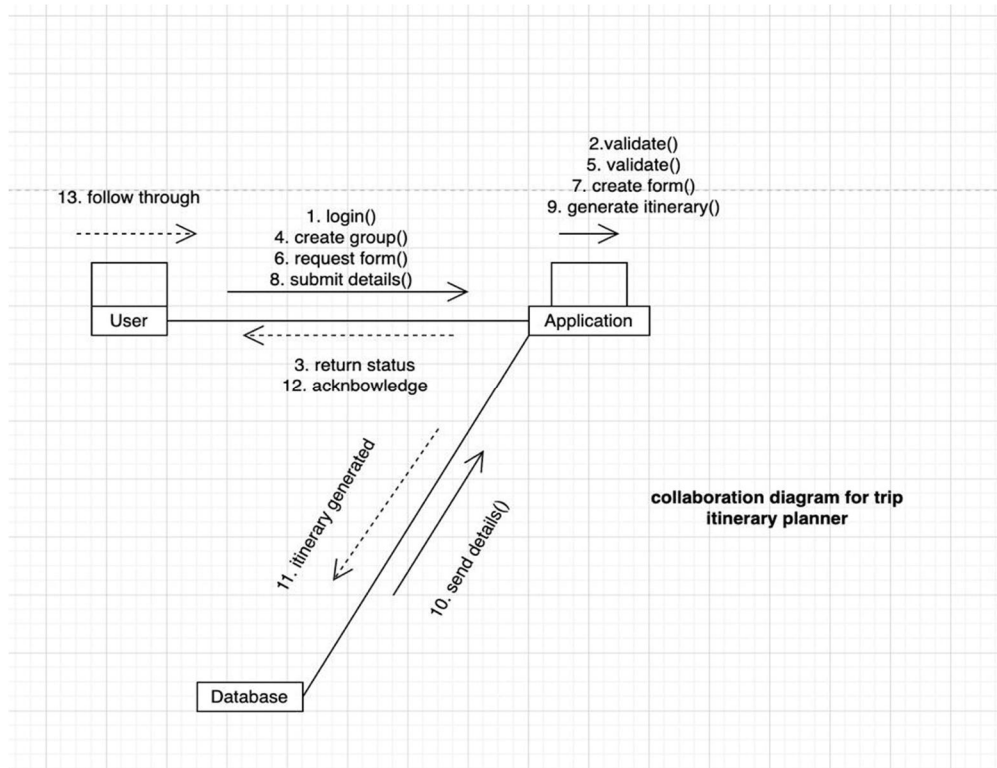 2.validate()
5. validate()
7. create form()
9. generate itinerary()
13. follow through
1. login()
4. create group()
6. request form()
8. submit details()
User
Application
3. return status
12. acknbowledge
11. itinerary generated
10. send details()
collaboration diagram for trip
itinerary planner
Database